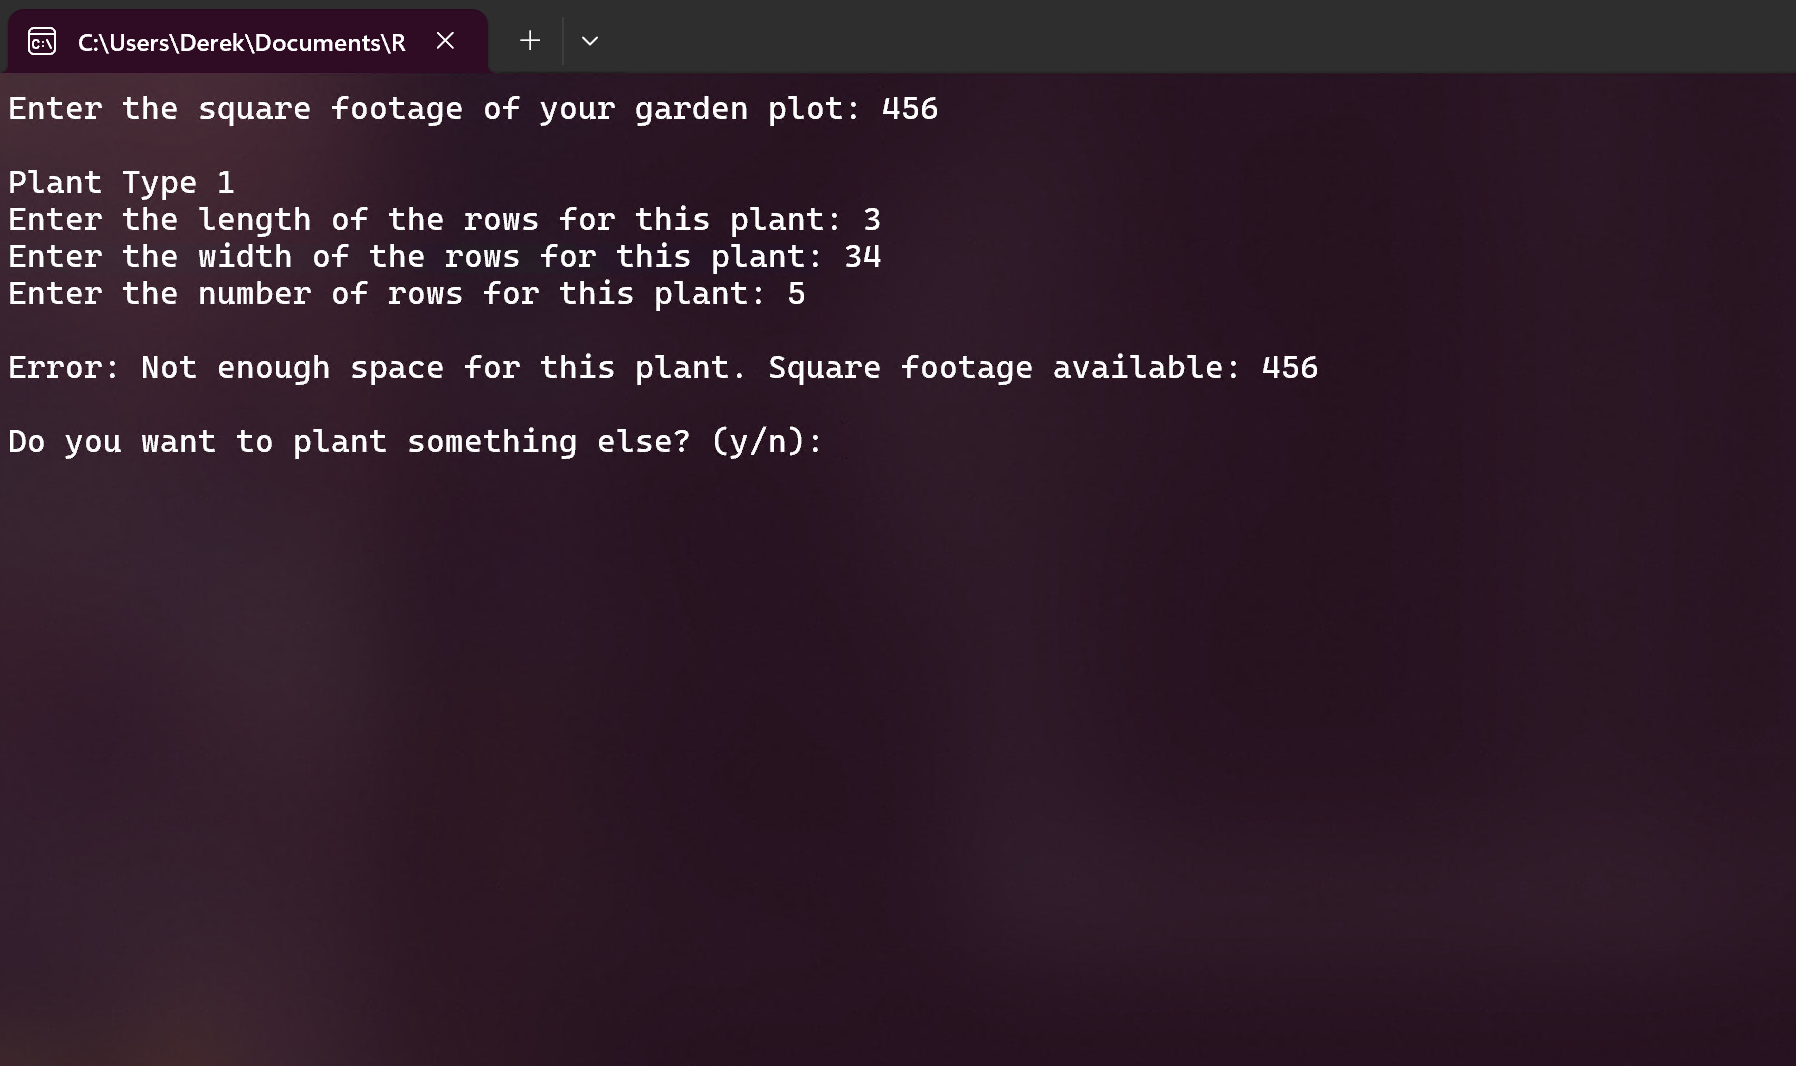 C:\Users\Derek\Documents\R
Enter the square footage of your garden plot: 456
Plant Type 1
Enter the length of the rows for this plant: 3
Enter the width of the rows for this plant: 34
Enter the number of rows for this plant: 5
Error: Not enough space for this plant. Square footage available: 456
Do you want to plant something else? (y/n):